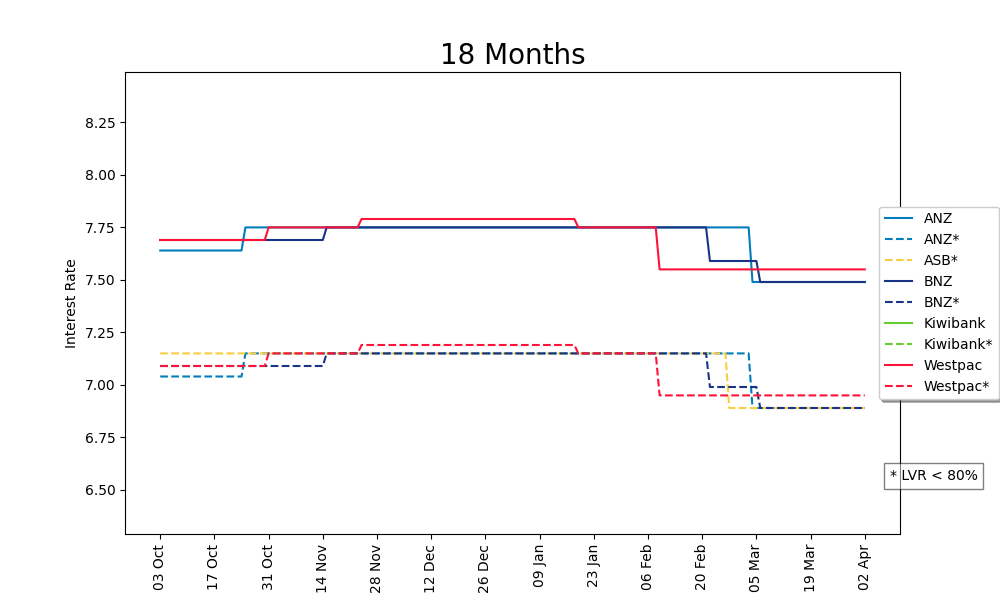 18 Months
Interest Rate
8.25
8.00
7.75
7.50
7.25
7.00
6.75
6.50
03 Oct
17 Oct
31 Oct
14 Nov
28 Nov
12 Dec
26 Dec
09 Jan
23 Jan
06 Feb
20 Feb
05 Mar
19 Mar
02 Apr
ANZ
ANZ*
ASB*
BNZ
BNZ*
Kiwibank
Kiwibank*
Westpac
Westpac*
* LVR < 80%